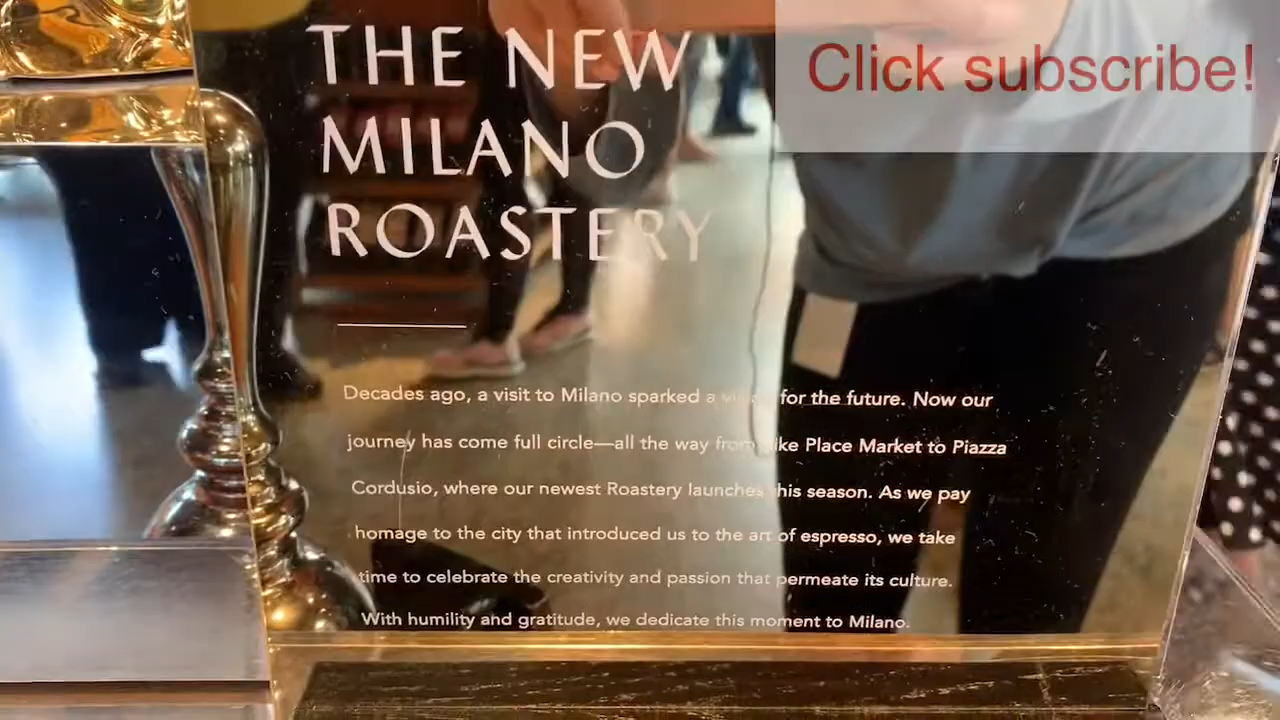 THE NEW
Click subscribe!
MILANO
ROASTERY
Decades ago, a visit to Milano sparked a for the future. Now our
journey has come full circle—all the way from Pike Place Market to Piazza
Cordusio, where our newest Roastery launches this season. As we pay
homage to the city that introduced us to the art of espresso, we take
time to celebrate the creativity and passion that permeate its culture.
With humility and gratitude, we dedicate this moment to Milano.